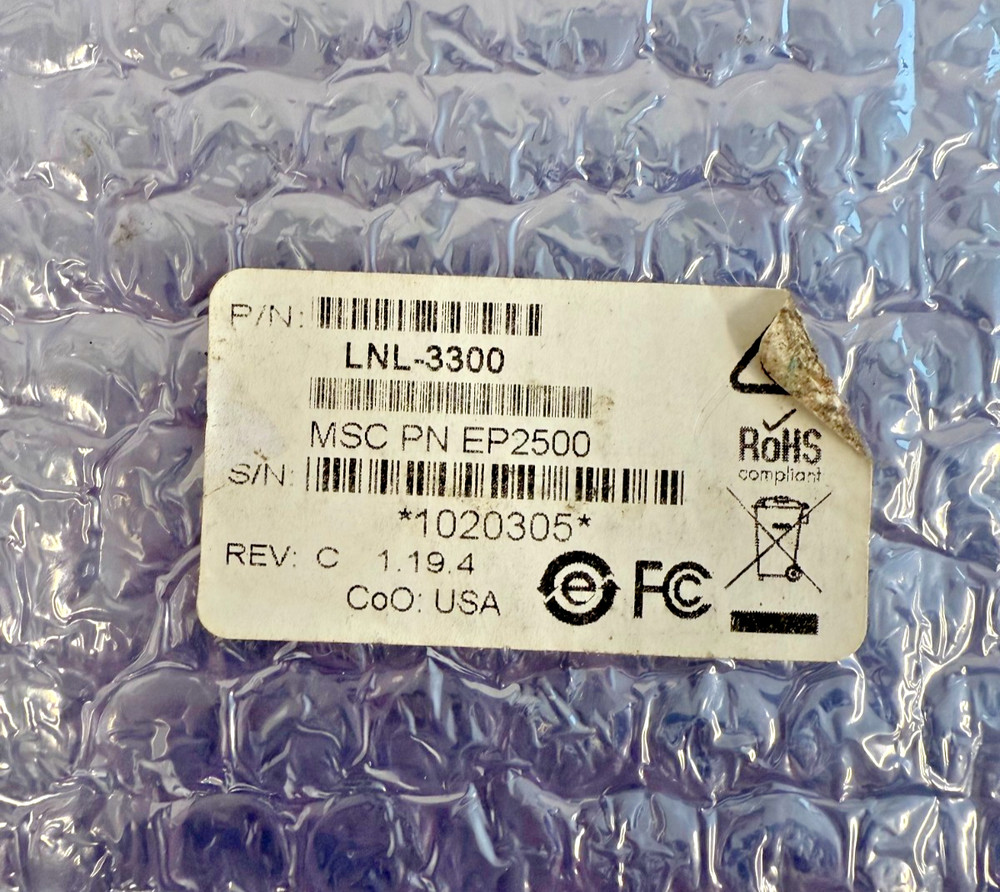 P/N:
LNL-3300
MSC PN EP2500
S/N:
*1020305*
REV: C 1.19.4
CoO: USA
e
FC
RoHS
compliant